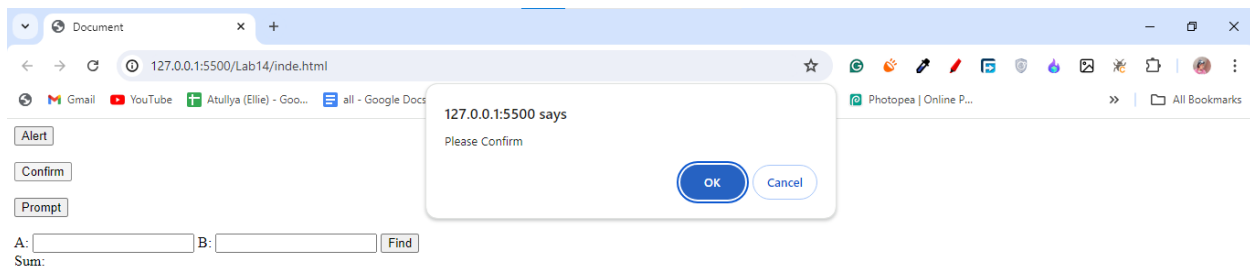 Document
127.0.0.1:5500/Lab14/inde.html
Gmail YouTube Atullya (Ellie) - Goo... all - Google Docs Photopea | Online P... All Bookmarks
127.0.0.1:5500 says
Please Confirm
OK Cancel
Alert
Confirm
Prompt
A: B: Find
Sum: